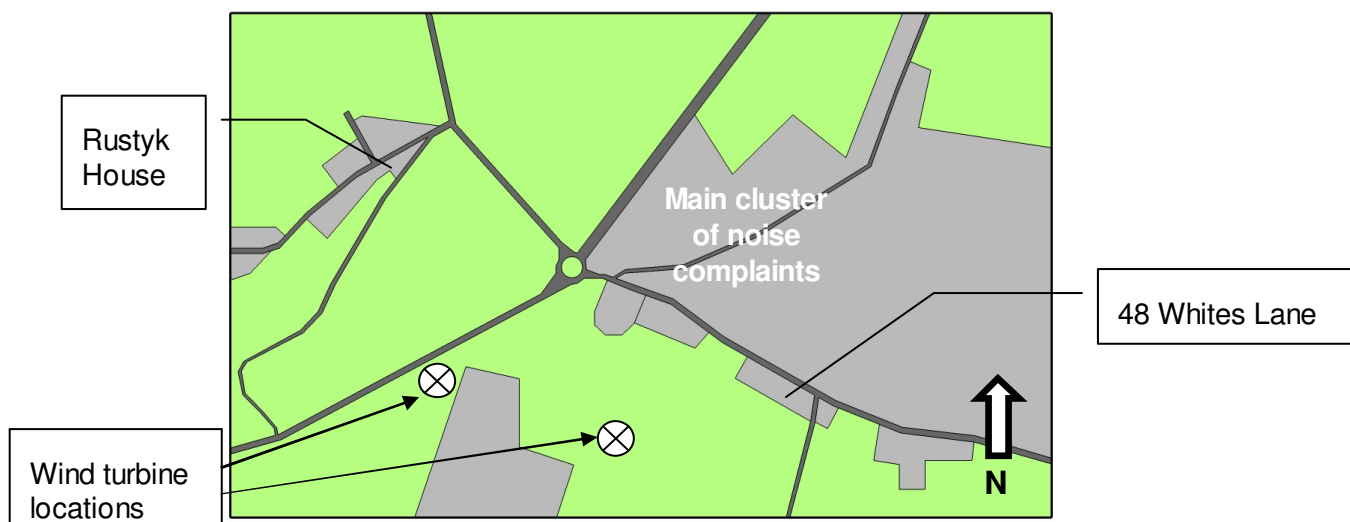 Rustyk
House
Main cluster
of noise
complaints
48 Whites Lane
Wind turbine
locations
N